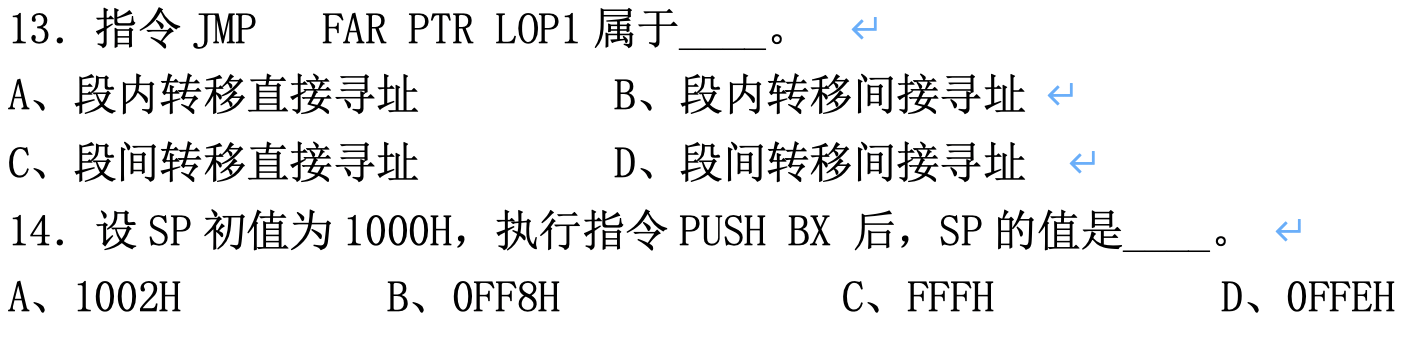 13. 指令 JMP   FAR PTR LOP1 属于____。 ↵
A、段内转移直接寻址         B、段内转移间接寻址 ↵
C、段间转移直接寻址         D、段间转移间接寻址 ↵
14. 设 SP 初值为 1000H，执行指令 PUSH BX 后，SP 的值是____。 ↵
A、1002H         B、0FF8H         C、FFFH         D、0FFEH